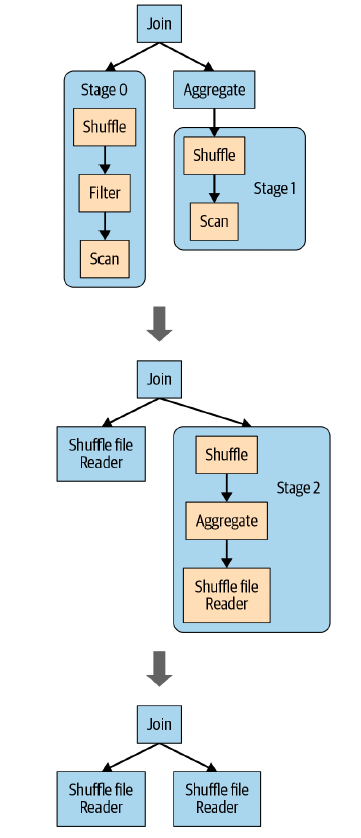 Join
Stage 0
Shuffle
Filter
Scan
Aggregate
Shuffle
Stage 1
Scan
Join
Shuffle file
Reader
Shuffle
Stage 2
Aggregate
Shuffle file
Reader
Join
Shuffle file
Reader
Shuffle file
Reader